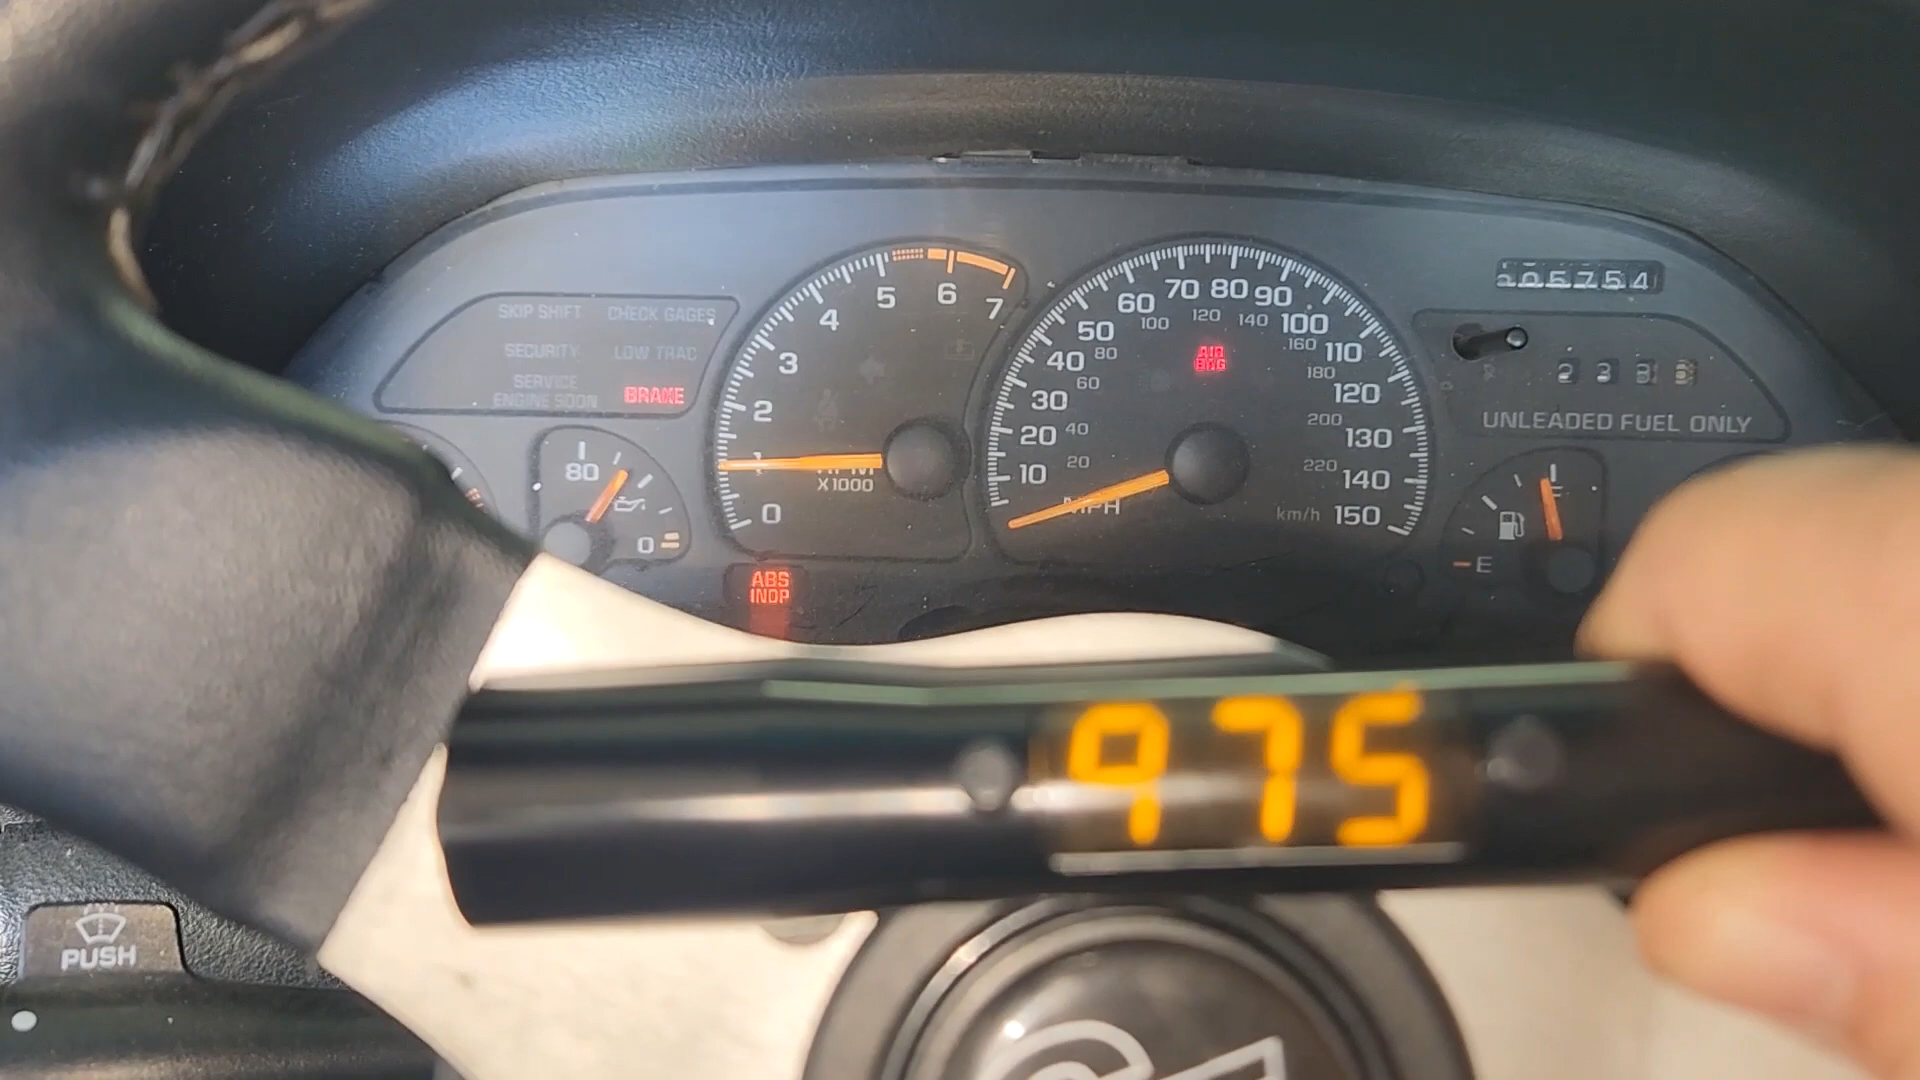 SKIP SHIFT CHECK GAGES
SECURITY LOW TRAC
SERVICE
ENGINE SOON BRAKE
80
0
0 1 2 3 4 5 6 7
X1000
10 20 30 40 50 60 70 80 90 100 110 120 130 140 150
20 40 60 80 100 120 140 160 180 200 220
MPH
km/h
ABS
INOP
05754
UNLEADED FUEL ONLY
E
975
PUSH